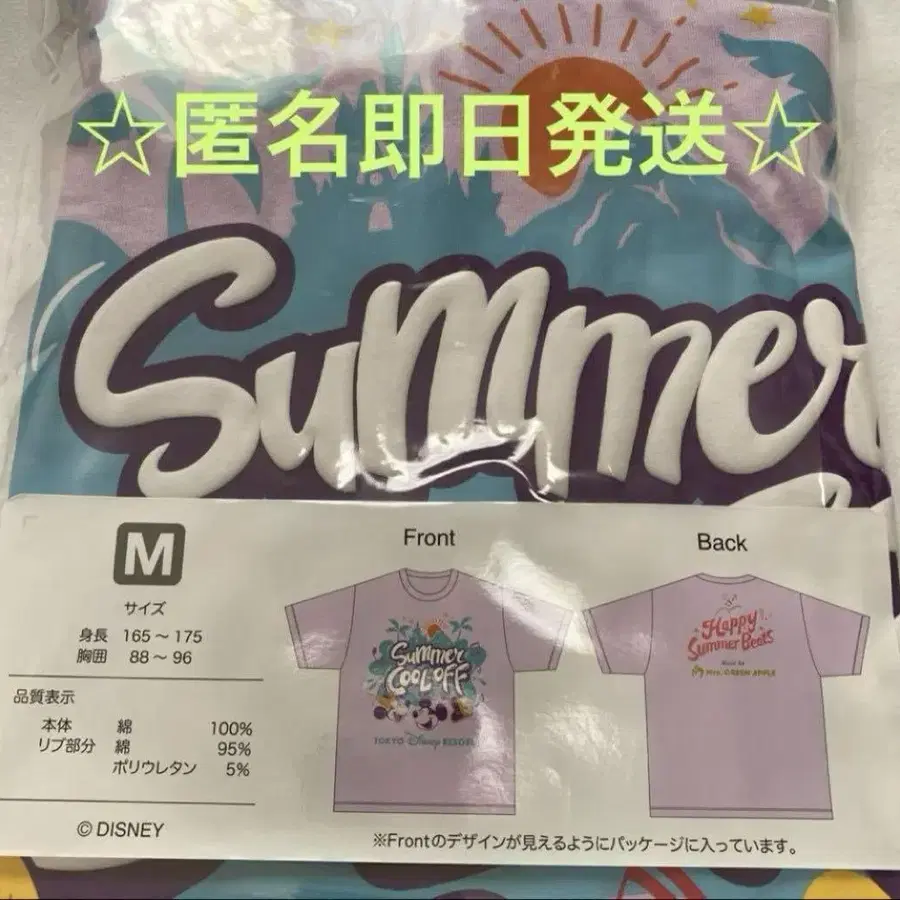 ☆匿名即日発送☆
Summer
M
サイズ
身長 165~175
胸囲 88~96
品質表示
本体 綿 100%
リブ部分 綿 95%
ポリウレタン 5%
© DISNEY
Front
Summer
COOL-OFF
TOKYO Disney RESORT
Back
Happy
Summer Beats
Music by
Mrs. GREEN APPLE
※Frontのデザインが見えるようにパッケージに入っています。